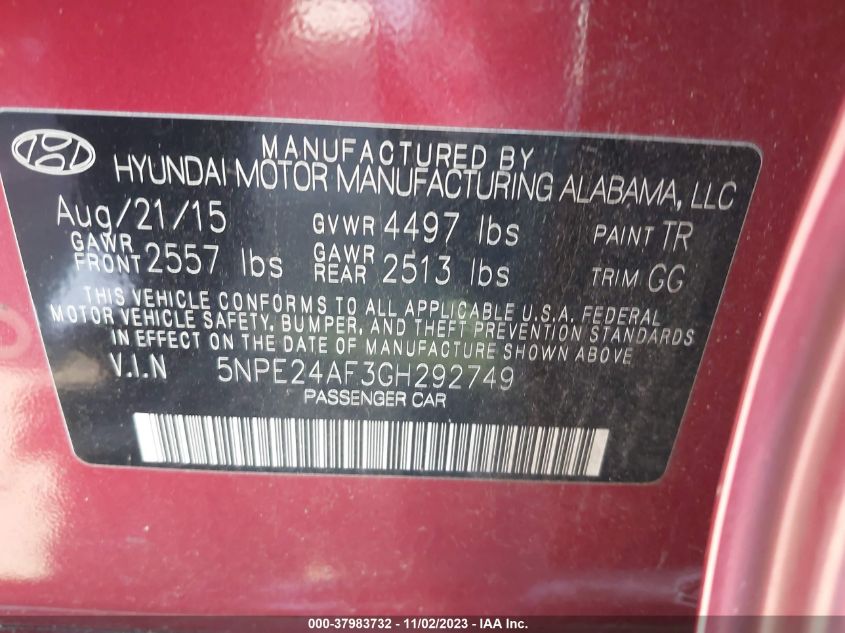 MANUFACTURED BY
HYUNDAI MOTOR MANUFACTURING ALABAMA, LLC
Aug/21/15 GVWR 4497 lbs PAINT TR
GAWR FRONT 2557 lbs GAWR REAR 2513 lbs TRIM GG
THIS VEHICLE CONFORMS TO ALL APPLICABLE U.S.A. FEDERAL
MOTOR VEHICLE SAFETY, BUMPER, AND THEFT PREVENTION STANDARDS
IN EFFECT ON THE DATE OF MANUFACTURE SHOWN ABOVE
V.I.N 5NPE24AF3GH292749
PASSENGER CAR
000-37983732 - 11/02/2023 - IAA Inc.